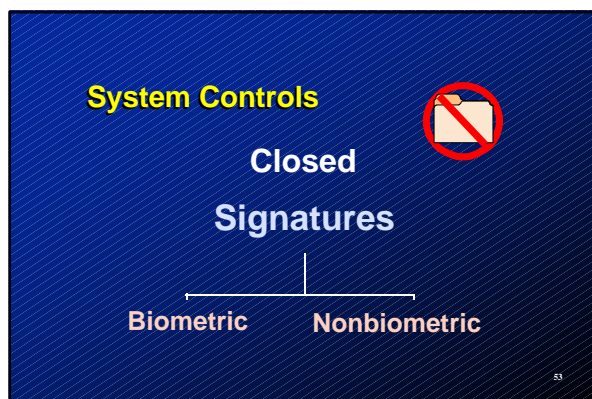 System Controls
Closed
Signatures
Biometric Nonbiometric
53